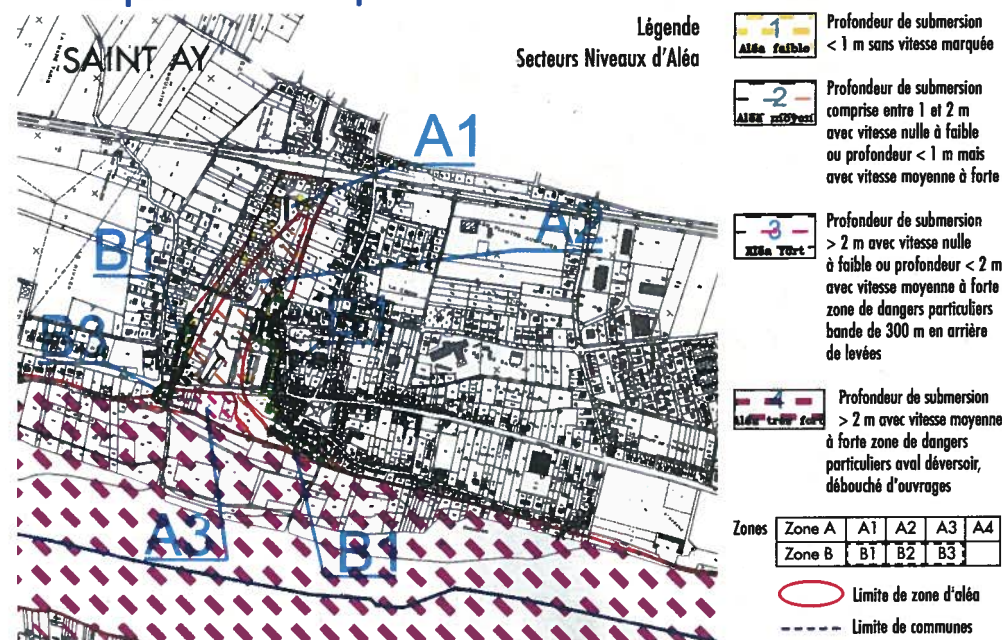 SAINT AY
A1
A2
B1
B3
A3
B1
Légende
Secteurs Niveaux d'Aléa
1
Aléa faible
Profondeur de submersion
< 1 m sans vitesse marquée
2
Aléa moyen
Profondeur de submersion
comprise entre 1 et 2 m
avec vitesse nulle à faible
ou profondeur < 1 m mais
avec vitesse moyenne à forte
3
Aléa fort
Profondeur de submersion
> 2 m avec vitesse nulle
à faible ou profondeur < 2 m
avec vitesse moyenne à forte
zone de dangers particuliers
bande de 300 m en arrière
de levées
4
Aléa très fort
Profondeur de submersion
> 2 m avec vitesse moyenne
à forte zone de dangers
particuliers aval déversoir,
débouché d'ouvrages
Zones
Zone A A1 A2 A3 A4
Zone B B1 B2 B3
Limite de zone d'aléa
Limite de communes